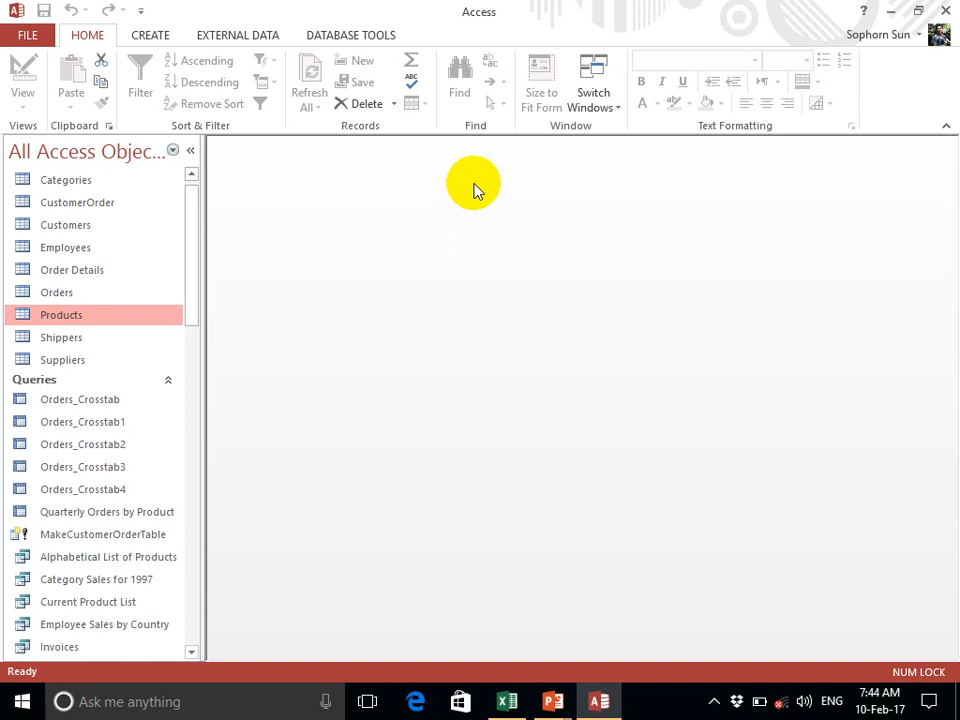 Access
FILE HOME CREATE EXTERNAL DATA DATABASE TOOLS Sophorn Sun
View Paste Filter Ascending Descending Remove Sort Refresh All New Save Delete ABC Find ab ac Size to Fit Form Switch Windows B I U A
Views Clipboard Sort & Filter Records Find Window Text Formatting
All Access Objec...
Categories
CustomerOrder
Customers
Employees
Order Details
Orders
Products
Shippers
Suppliers
Queries
Orders_Crosstab
Orders_Crosstab1
Orders_Crosstab2
Orders_Crosstab3
Orders_Crosstab4
Quarterly Orders by Product
MakeCustomerOrderTable
Alphabetical List of Products
Category Sales for 1997
Current Product List
Employee Sales by Country
Invoices
Ready NUM LOCK
Ask me anything ENG 7:44 AM
10-Feb-17